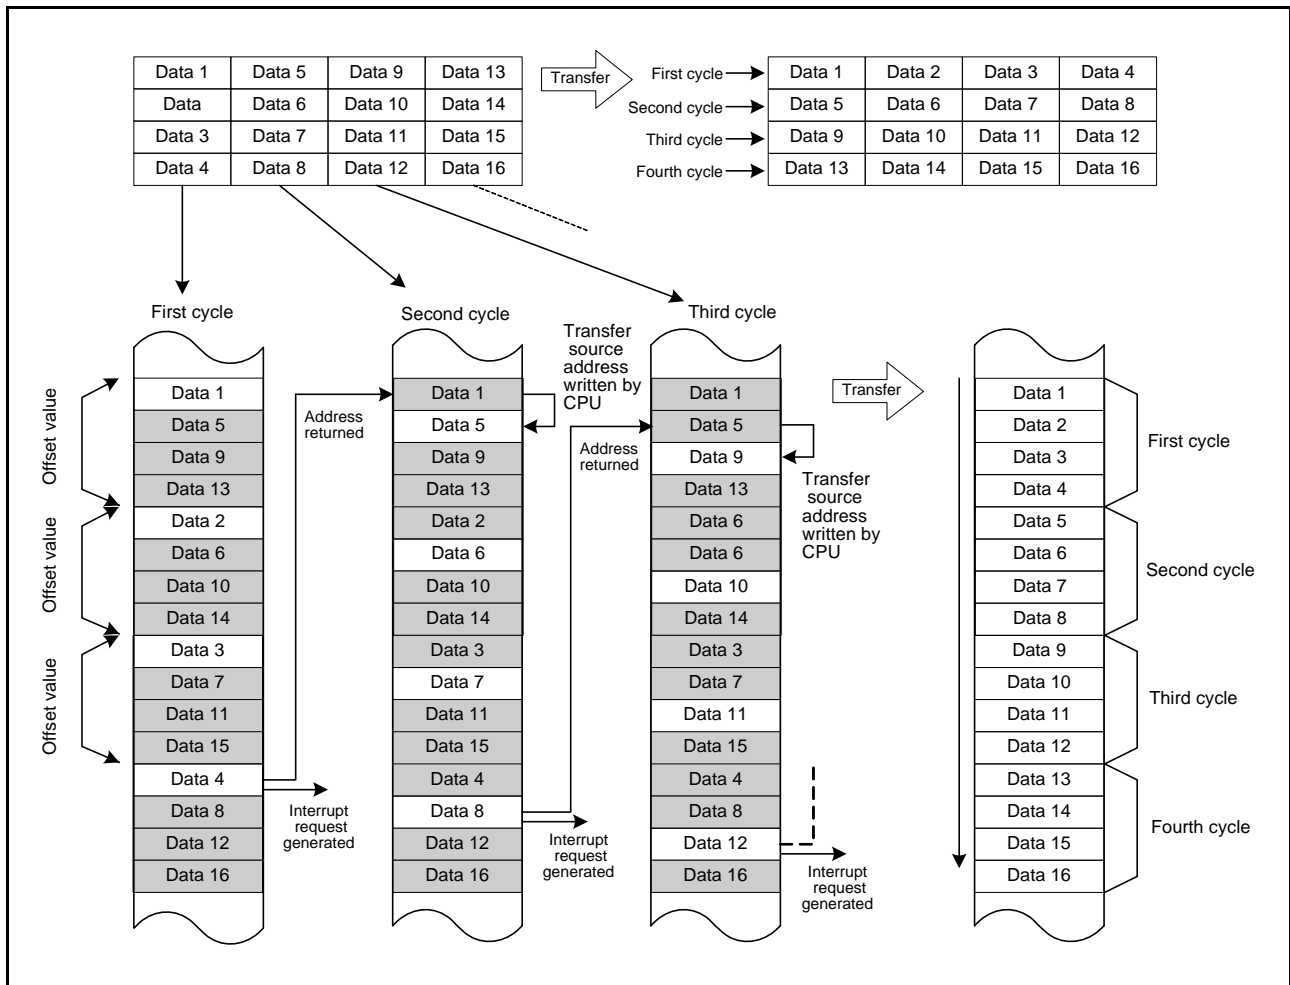 Data 1 Data 5 Data 9 Data 13
Data Data 6 Data 10 Data 14
Data 3 Data 7 Data 11 Data 15
Data 4 Data 8 Data 12 Data 16
Transfer
First cycle Data 1 Data 2 Data 3 Data 4
Second cycle Data 5 Data 6 Data 7 Data 8
Third cycle Data 9 Data 10 Data 11 Data 12
Fourth cycle Data 13 Data 14 Data 15 Data 16
First cycle
Offset value
Offset value
Offset value
Data 1
Data 5
Data 9
Data 13
Data 2
Data 6
Data 10
Data 14
Data 3
Data 7
Data 11
Data 15
Data 4
Data 8
Data 12
Data 16
Address
returned
Interrupt
request
generated
Second cycle
Data 1
Data 5
Data 9
Data 13
Data 2
Data 6
Data 10
Data 14
Data 3
Data 7
Data 11
Data 15
Data 4
Data 8
Data 12
Data 16
Transfer
source
address
written by
CPU
Address
returned
Interrupt
request
generated
Third cycle
Data 1
Data 5
Data 9
Data 13
Data 6
Data 6
Data 10
Data 14
Data 3
Data 7
Data 11
Data 15
Data 4
Data 8
Data 12
Data 16
Transfer
source
address
written by
CPU
Interrupt
request
generated
Transfer
Data 1
Data 2
Data 3
Data 4
Data 5
Data 6
Data 7
Data 8
Data 9
Data 10
Data 11
Data 12
Data 13
Data 14
Data 15
Data 16
First cycle
Second cycle
Third cycle
Fourth cycle